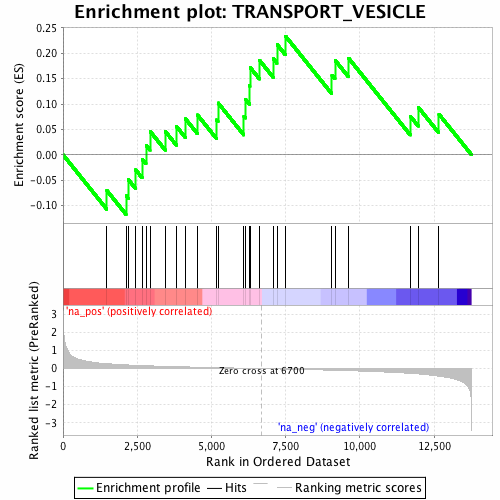 Enrichment plot: TRANSPORT_VESICLE
Enrichment score (ES)
0.25
0.20
0.15
0.10
0.05
0.00
-0.05
-0.10
'na_pos' (positively correlated)
Ranked list metric (PreRanked)
3
2
1
0
-1
-2
-3
Zero cross at 6700
'na_neg' (negatively correlated)
0 2,500 5,000 7,500 10,000 12,500
Rank in Ordered Dataset
Enrichment profile Hits Ranking metric scores